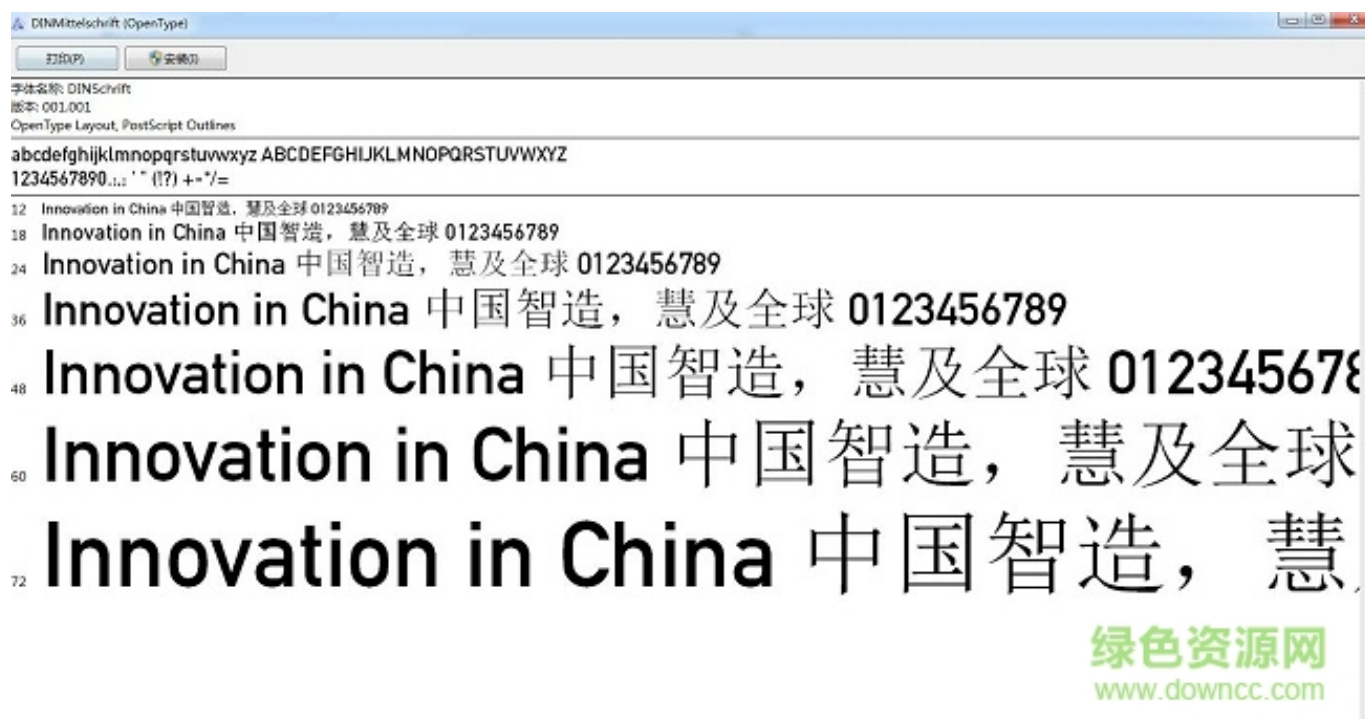 DINMittelschrift (OpenType)
打印(P) 安装(I)
字体名称: DINSchrift
版本: 001.001
OpenType Layout, PostScript Outlines
abcdefghijklmnopqrstuvwxyz ABCDEFGHIJKLMNOPQRSTUVWXYZ
1234567890.:,; ' " (!?) +-*/=
12 Innovation in China 中国智造，慧及全球 0123456789
18 Innovation in China 中国智造，慧及全球 0123456789
24 Innovation in China 中国智造，慧及全球 0123456789
36 Innovation in China 中国智造，慧及全球 0123456789
48 Innovation in China 中国智造，慧及全球 012345678
60 Innovation in China 中国智造，慧及全球
72 Innovation in China 中国智造，慧
绿色资源网
www.downcc.com